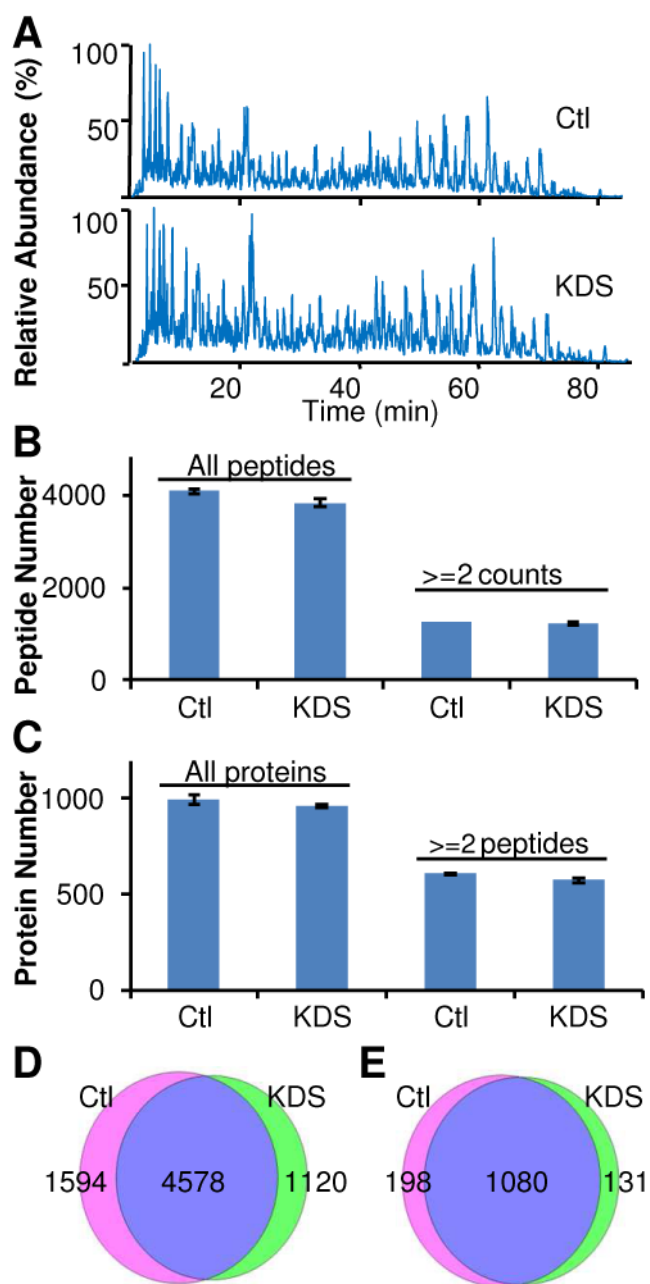 A
Relative Abundance (%)
100
50
Ctl
100
50
KDS
20 40 60 80
Time (min)
B
Peptide Number
4000
2000
0
All peptides
>=2 counts
Ctl KDS Ctl KDS
C
Protein Number
1000
500
0
All proteins
>=2 peptides
Ctl KDS Ctl KDS
D
Ctl KDS
1594 4578 1120
E
Ctl KDS
198 1080 131